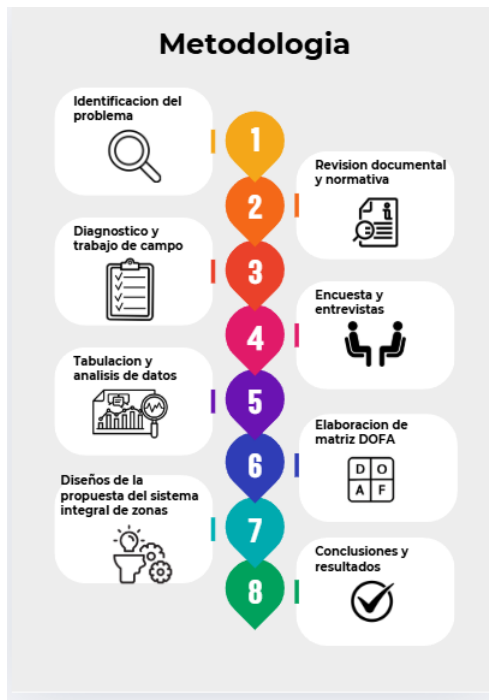 Metodologia
1
Identificacion del
problema
2
Revision documental
y normativa
3
Diagnostico y
trabajo de campo
4
Encuesta y
entrevistas
5
Tabulacion y
analisis de datos
6
Elaboracion de
matriz DOFA
D O
A F
7
Diseños de la
propuesta del sistema
integral de zonas
8
Conclusiones y
resultados